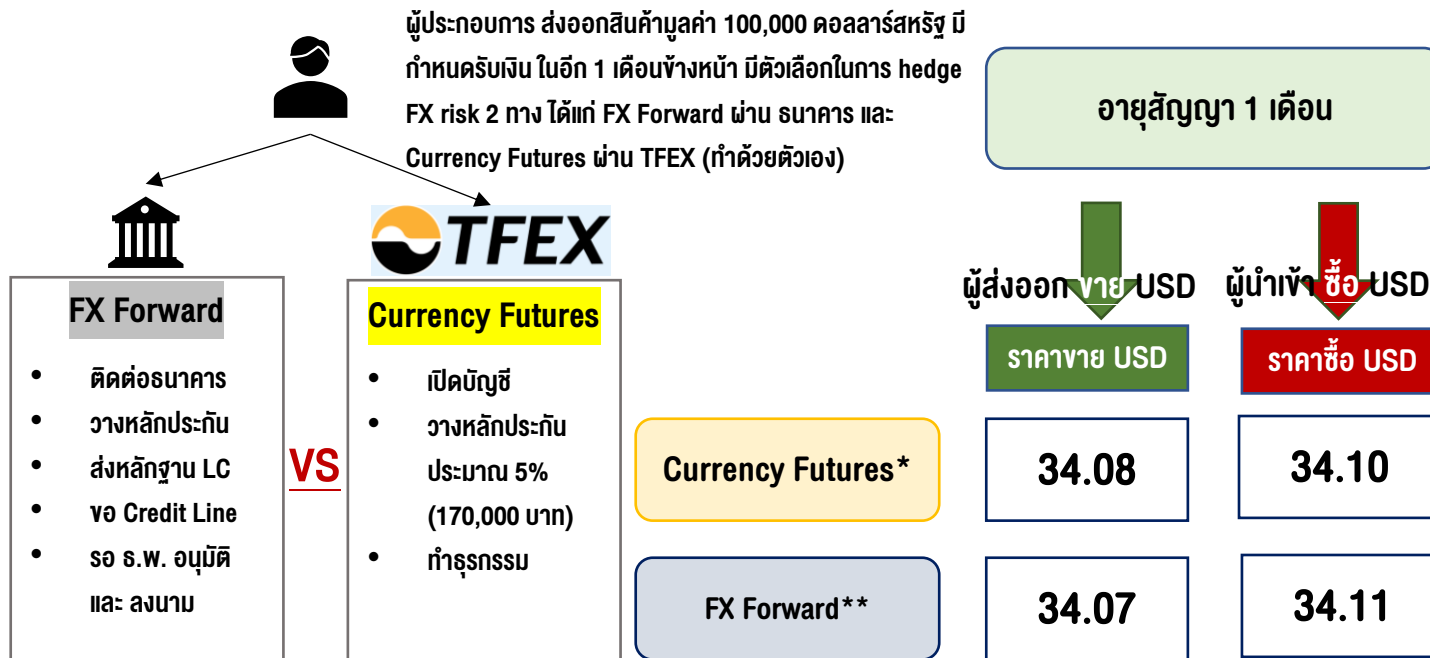 ผู้ประกอบการ ส่งออกสินค้ามูลค่า 100,000 ดอลลาร์สหรัฐ มี
กำหนดรับเงิน ในอีก 1 เดือนข้างหน้า มีตัวเลือกในการ hedge
FX risk 2 ทาง ได้แก่ FX Forward ผ่าน ธนาคาร และ
Currency Futures ผ่าน TFEX (ทำด้วยตัวเอง)
TFEX
FX Forward
• ติดต่อธนาคาร
• วางหลักประกัน
• ส่งหลักฐาน LC
• ขอ Credit Line
• รอ ธ.พ. อนุมัติ
และ ลงนาม
VS
Currency Futures
• เปิดบัญชี
• วางหลักประกัน
ประมาณ 5%
(170,000 บาท)
• ทำธุรกรรม
อายุสัญญา 1 เดือน
ผู้ส่งออก ขาย USD
ผู้นำเข้า ซื้อ USD
ราคาขาย USD
ราคาซื้อ USD
Currency Futures*
34.08
34.10
FX Forward**
34.07
34.11